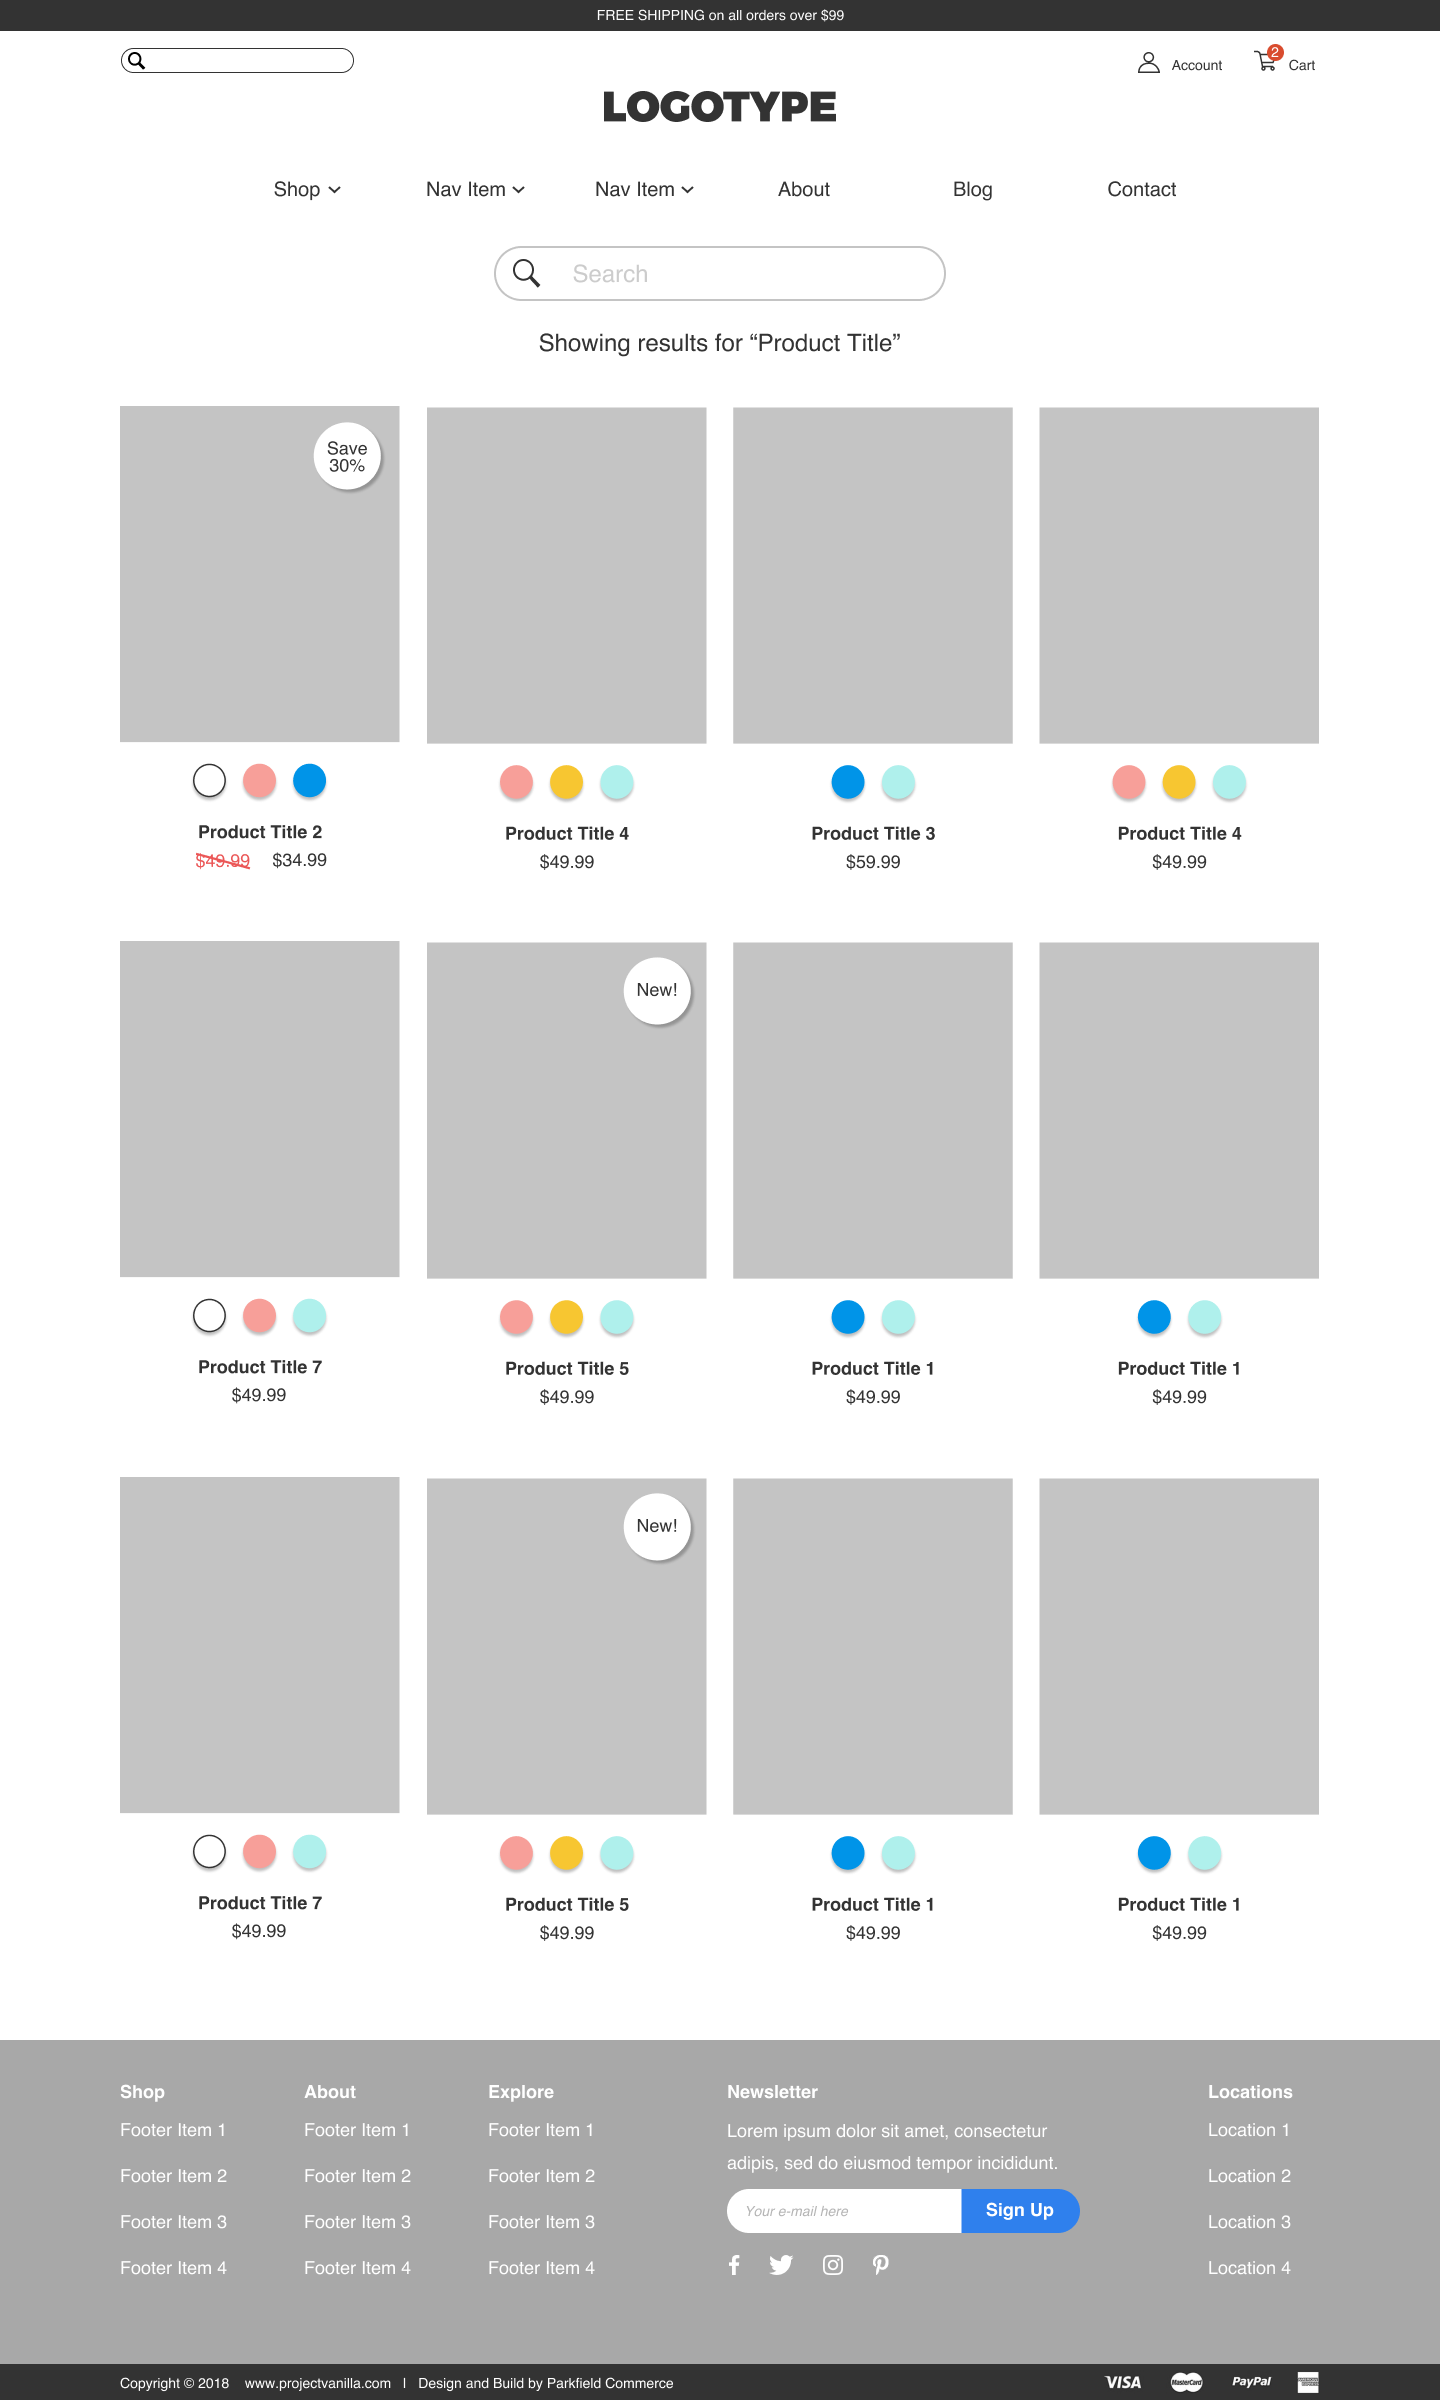 FREE SHIPPING on all orders over $99
Account
2
Cart
LOGOTYPE
Shop
Nav Item
Nav Item
About
Blog
Contact
Search
Showing results for “Product Title”
Save
30%
Product Title 2
$49.99 $34.99
Product Title 4
$49.99
Product Title 3
$59.99
Product Title 4
$49.99
New!
Product Title 7
$49.99
Product Title 5
$49.99
Product Title 1
$49.99
Product Title 1
$49.99
New!
Product Title 7
$49.99
Product Title 5
$49.99
Product Title 1
$49.99
Product Title 1
$49.99
Shop
Footer Item 1
Footer Item 2
Footer Item 3
Footer Item 4
About
Footer Item 1
Footer Item 2
Footer Item 3
Footer Item 4
Explore
Footer Item 1
Footer Item 2
Footer Item 3
Footer Item 4
Newsletter
Lorem ipsum dolor sit amet, consectetur
adipis, sed do eiusmod tempor incididunt.
Your e-mail here
Sign Up
Locations
Location 1
Location 2
Location 3
Location 4
Copyright © 2018 www.projectvanilla.com | Design and Build by Parkfield Commerce
VISA
MasterCard
PayPal